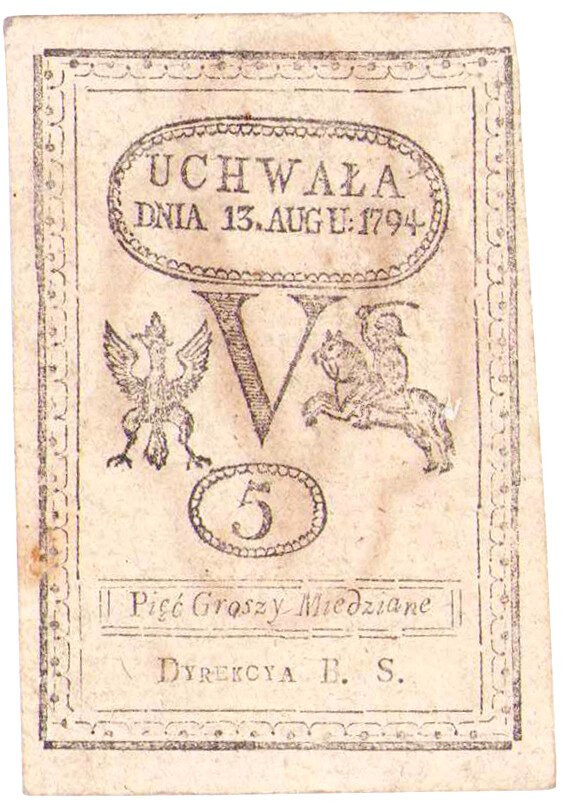 UCHWAŁA
DNIA 13. AUGU: 1794
V
5
Pięć Groszy Miedziane
DYREKCYA B. S.